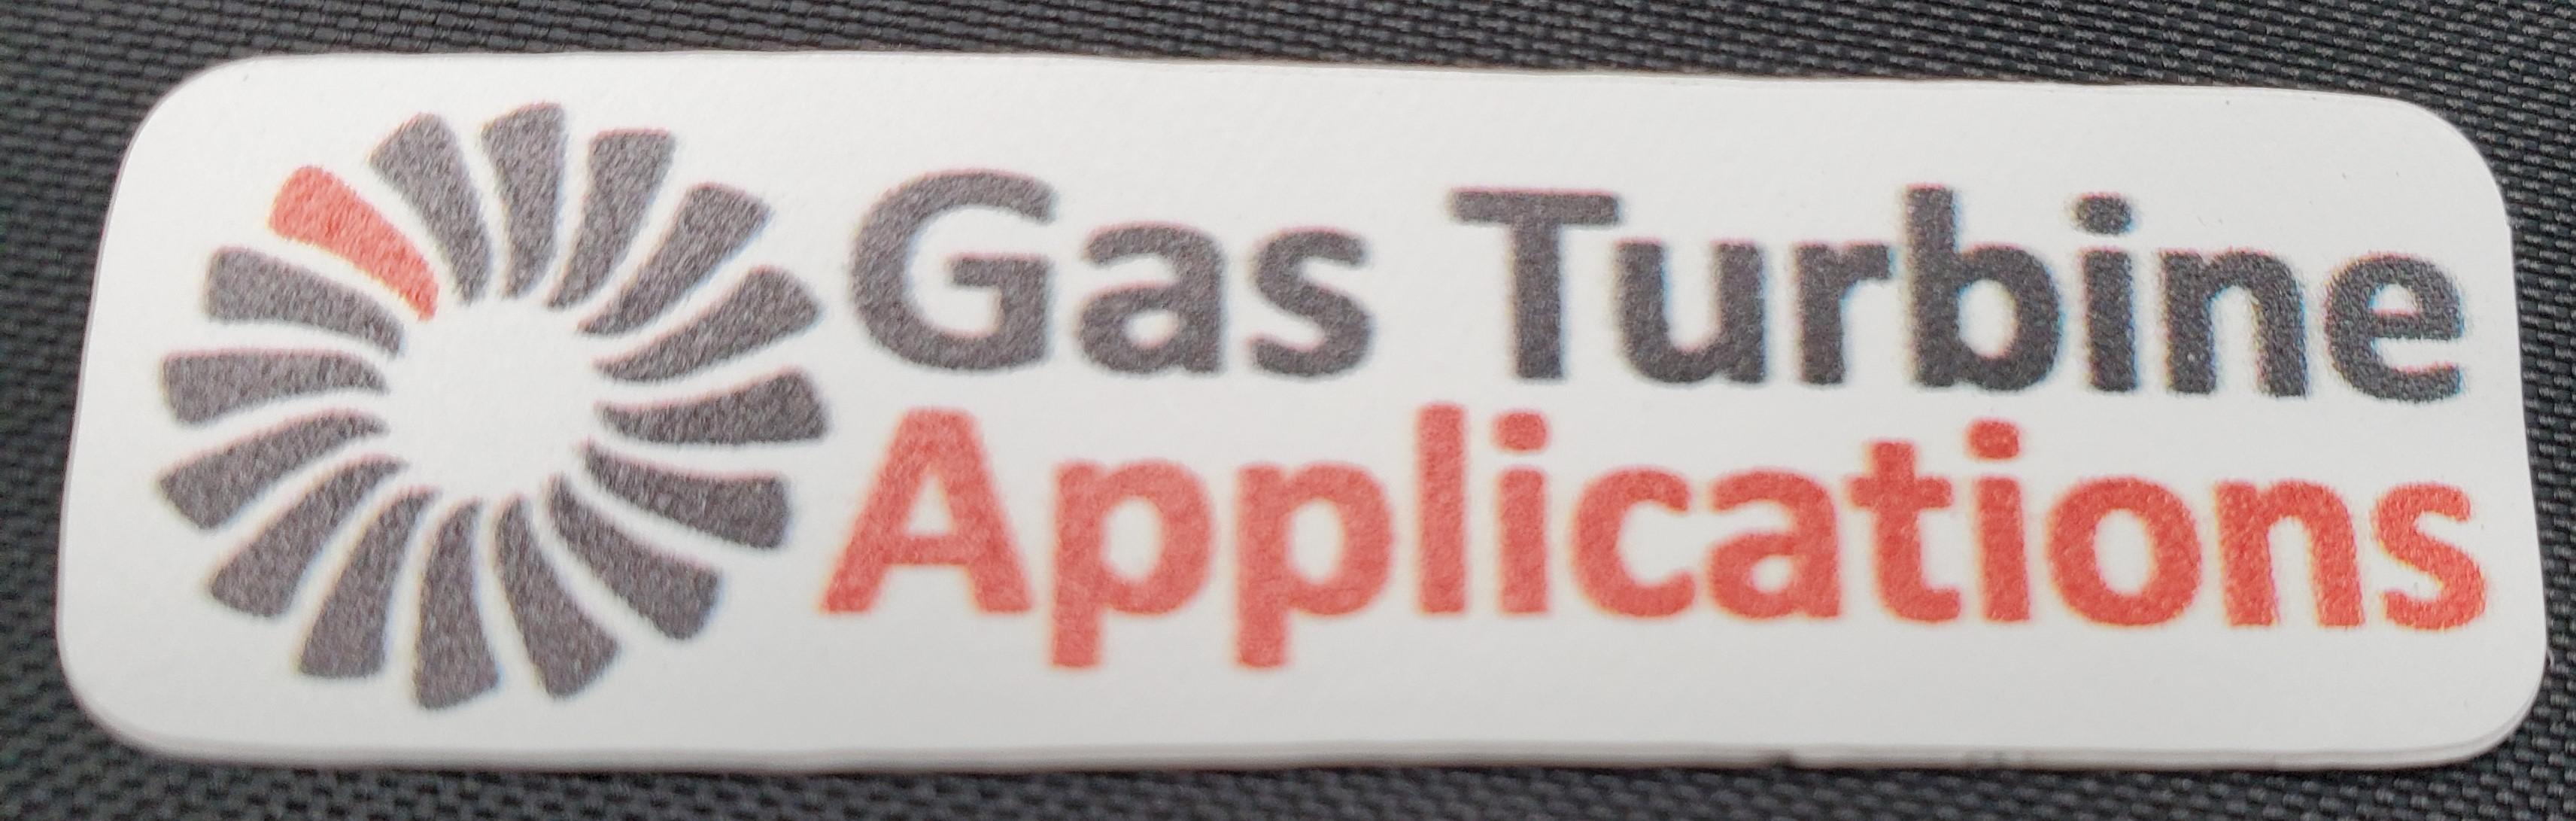 Gas Turbine
Applications